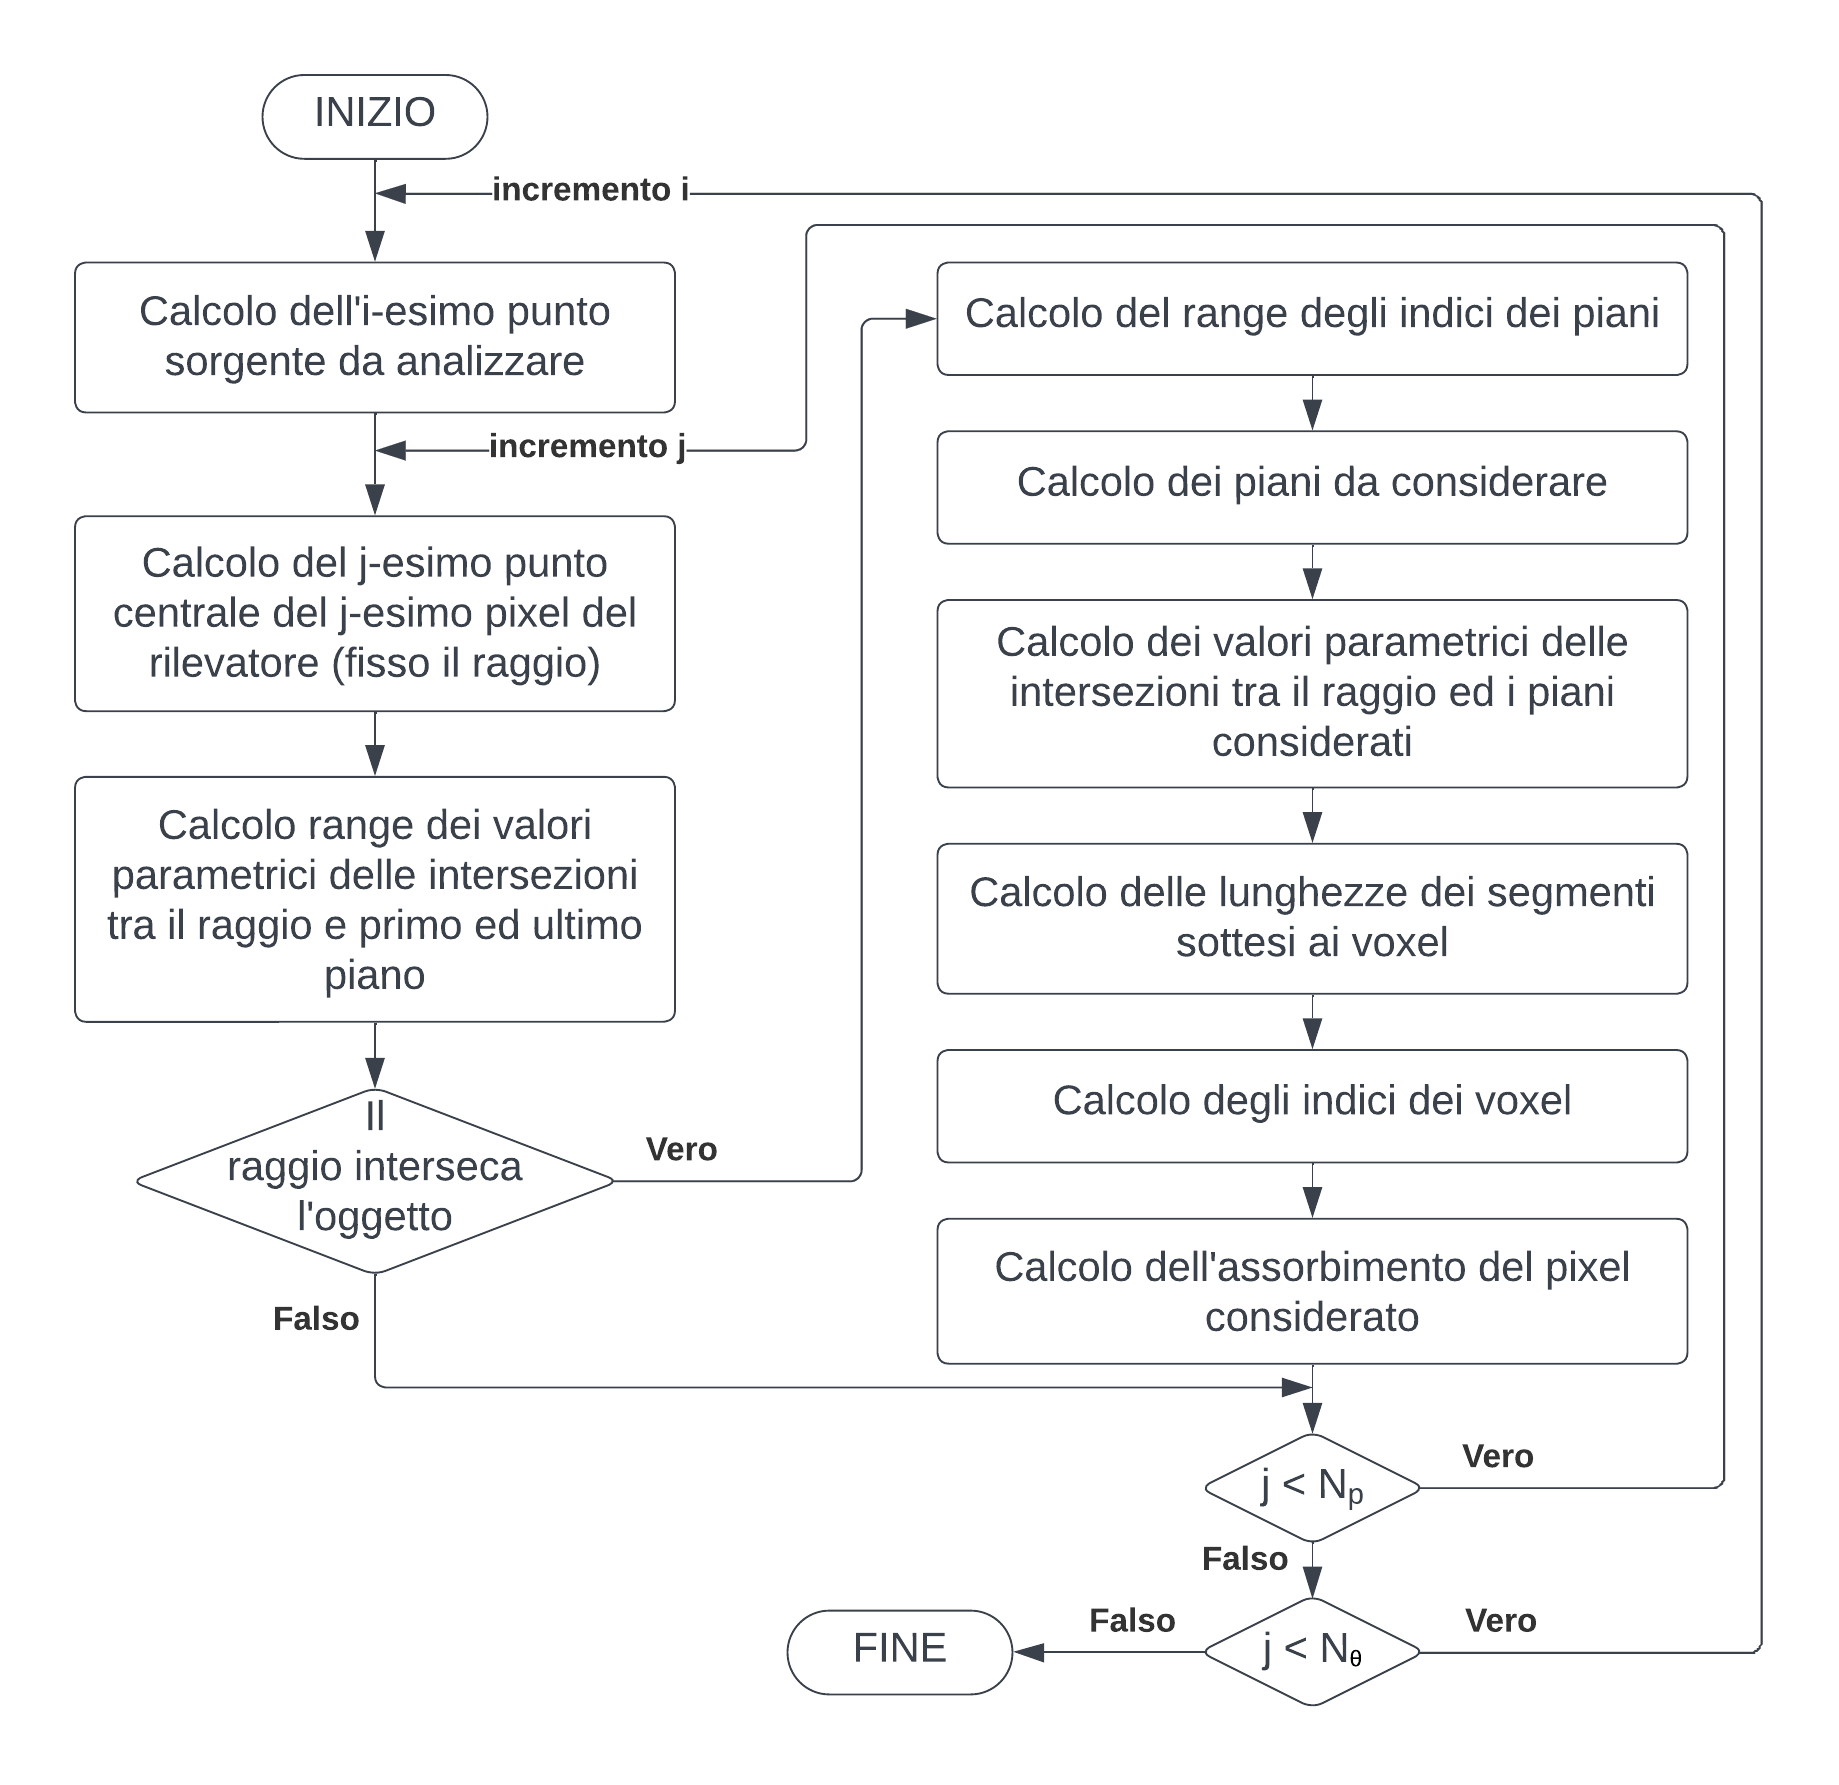 INIZIO
incremento i
Calcolo dell'i-esimo punto
sorgente da analizzare
incremento j
Calcolo del j-esimo punto
centrale del j-esimo pixel del
rilevatore (fisso il raggio)
Calcolo range dei valori
parametrici delle intersezioni
tra il raggio e primo ed ultimo
piano
Il
raggio interseca
l'oggetto
Vero
Falso
Calcolo del range degli indici dei piani
Calcolo dei piani da considerare
Calcolo dei valori parametrici delle
intersezioni tra il raggio ed i piani
considerati
Calcolo delle lunghezze dei segmenti
sottesi ai voxel
Calcolo degli indici dei voxel
Calcolo dell'assorbimento del pixel
considerato
j < Np
Vero
Falso
j < Nθ
Vero
Falso
FINE